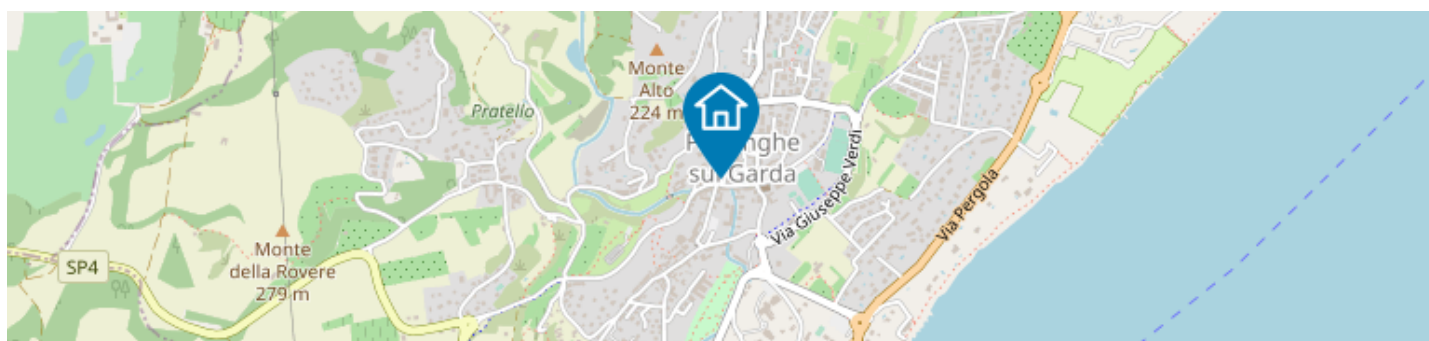 Monte
Alto
224 m
Pratello
sul Garda
Via Giuseppe Verdi
Via Pergola
SP4
Monte
della Rovere
279 m